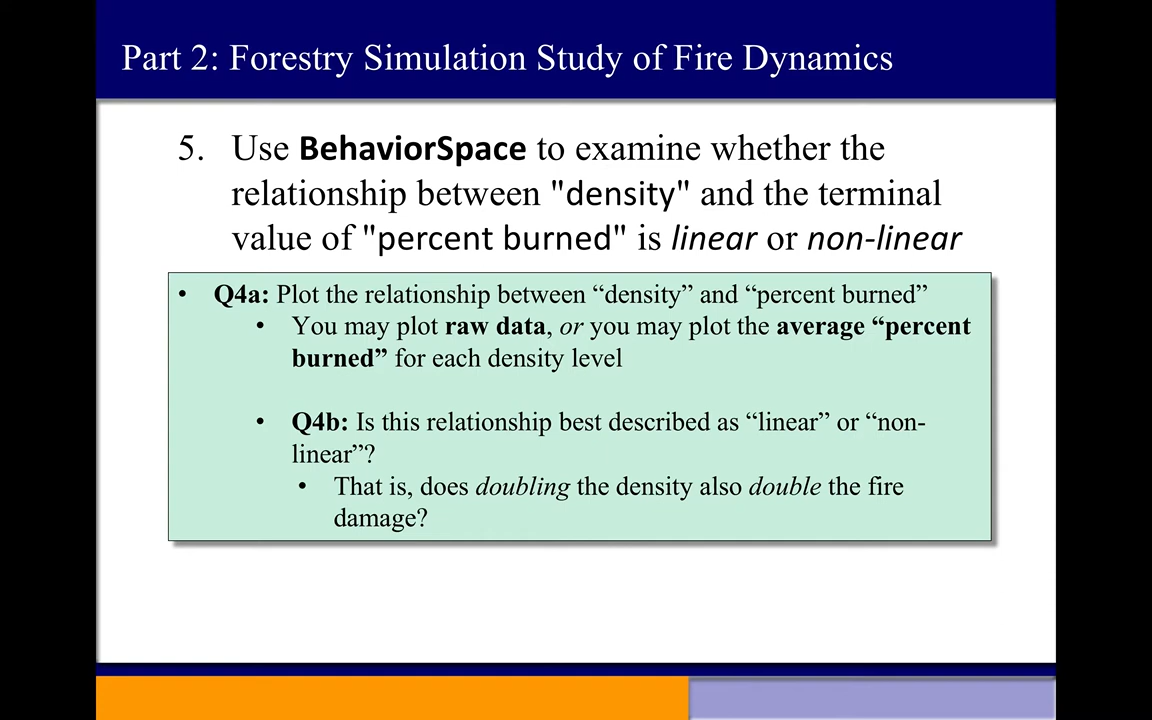 Part 2: Forestry Simulation Study of Fire Dynamics
5. Use BehaviorSpace to examine whether the
relationship between "density" and the terminal
value of "percent burned" is linear or non-linear
• Q4a: Plot the relationship between “density” and “percent burned”
• You may plot raw data, or you may plot the average “percent
burned” for each density level
• Q4b: Is this relationship best described as “linear” or “non-
linear”?
• That is, does doubling the density also double the fire
damage?